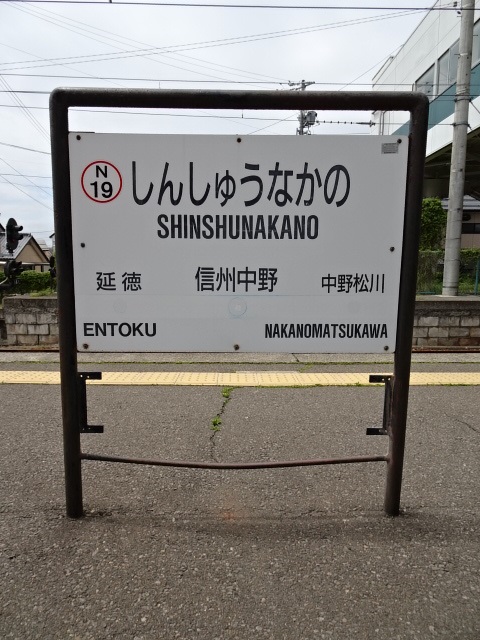 N
19
しんしゅうなかの
SHINSHUNAKANO
延徳 信州中野 中野松川
ENTOKU NAKANOMATSUKAWA